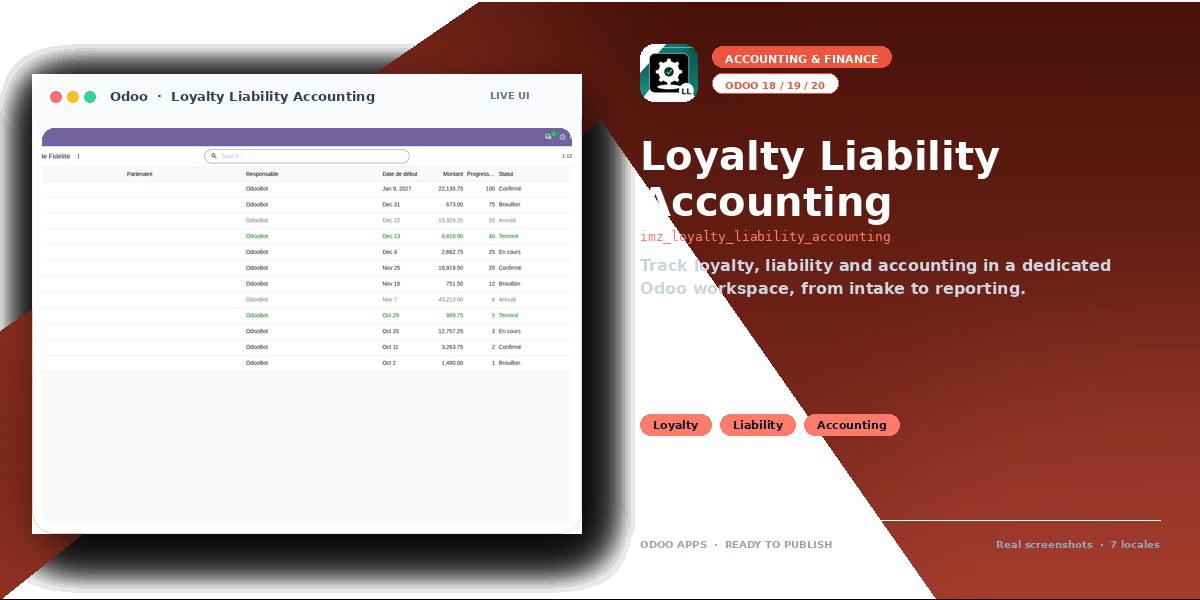 Odoo · Loyalty Liability Accounting
LIVE UI
le Fidélité
Search...
1-12
Partenaire Responsable Date de début Montant Progress... Statut
OdooBot Jan 9, 2027 22,135.75 100 Confirmé
OdooBot Dec 31 673.00 75 Brouillon
OdooBot Dec 22 15,329.25 50 Annulé
OdooBot Dec 13 8,816.90 40 Terminé
OdooBot Dec 4 2,662.75 25 En cours
OdooBot Nov 25 18,919.50 20 Confirmé
OdooBot Nov 16 751.50 12 Brouillon
OdooBot Nov 7 45,213.00 8 Annulé
OdooBot Oct 29 989.75 5 Terminé
OdooBot Oct 20 12,757.25 3 En cours
OdooBot Oct 11 3,263.75 2 Confirmé
OdooBot Oct 2 1,480.00 1 Brouillon
LL
ACCOUNTING & FINANCE
ODOO 18 / 19 / 20
Loyalty Liability
Accounting
imz_loyalty_liability_accounting
Track loyalty, liability and accounting in a dedicated
Odoo workspace, from intake to reporting.
Loyalty
Liability
Accounting
ODOO APPS · READY TO PUBLISH
Real screenshots · 7 locales